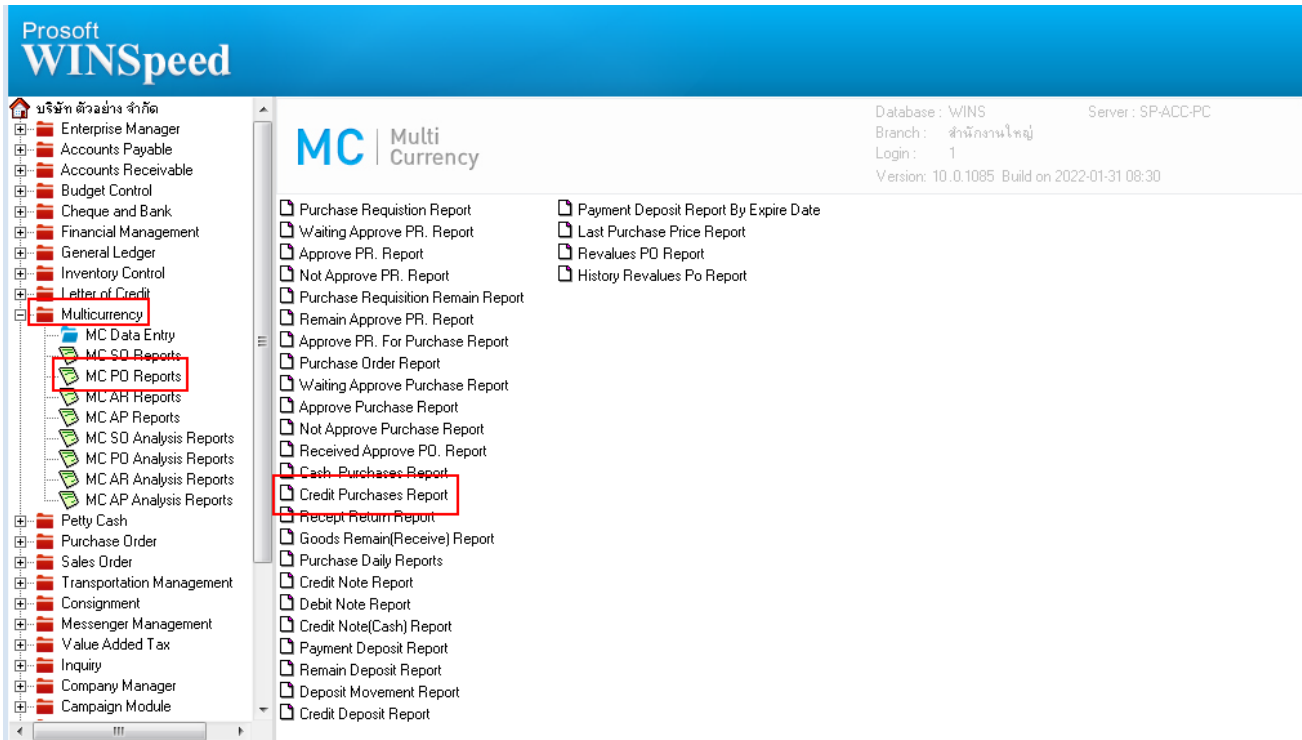 Prosoft
WINSpeed
บริษัท ตัวอย่าง จำกัด
Enterprise Manager
Accounts Payable
Accounts Receivable
Budget Control
Cheque and Bank
Financial Management
General Ledger
Inventory Control
Letter of Credit
Multicurrency
MC Data Entry
MC SO Reports
MC PO Reports
MC AR Reports
MC AP Reports
MC SO Analysis Reports
MC PO Analysis Reports
MC AR Analysis Reports
MC AP Analysis Reports
Petty Cash
Purchase Order
Sales Order
Transportation Management
Consignment
Messenger Management
Value Added Tax
Inquiry
Company Manager
Campaign Module
MC Multi
Currency
Database : WINS Server : SP-ACC-PC
Branch : สำนักงานใหญ่
Login : 1
Version: 10.0.1085 Build on 2022-01-31 08:30
Purchase Requistion Report
Waiting Approve PR. Report
Approve PR. Report
Not Approve PR. Report
Purchase Requisition Remain Report
Remain Approve PR. Report
Approve PR. For Purchase Report
Purchase Order Report
Waiting Approve Purchase Report
Approve Purchase Report
Not Approve Purchase Report
Received Approve PO. Report
Cash Purchases Report
Credit Purchases Report
Recept Return Report
Goods Remain(Receive) Report
Purchase Daily Reports
Credit Note Report
Debit Note Report
Credit Note(Cash) Report
Payment Deposit Report
Remain Deposit Report
Deposit Movement Report
Credit Deposit Report
Payment Deposit Report By Expire Date
Last Purchase Price Report
Revalues PO Report
History Revalues Po Report